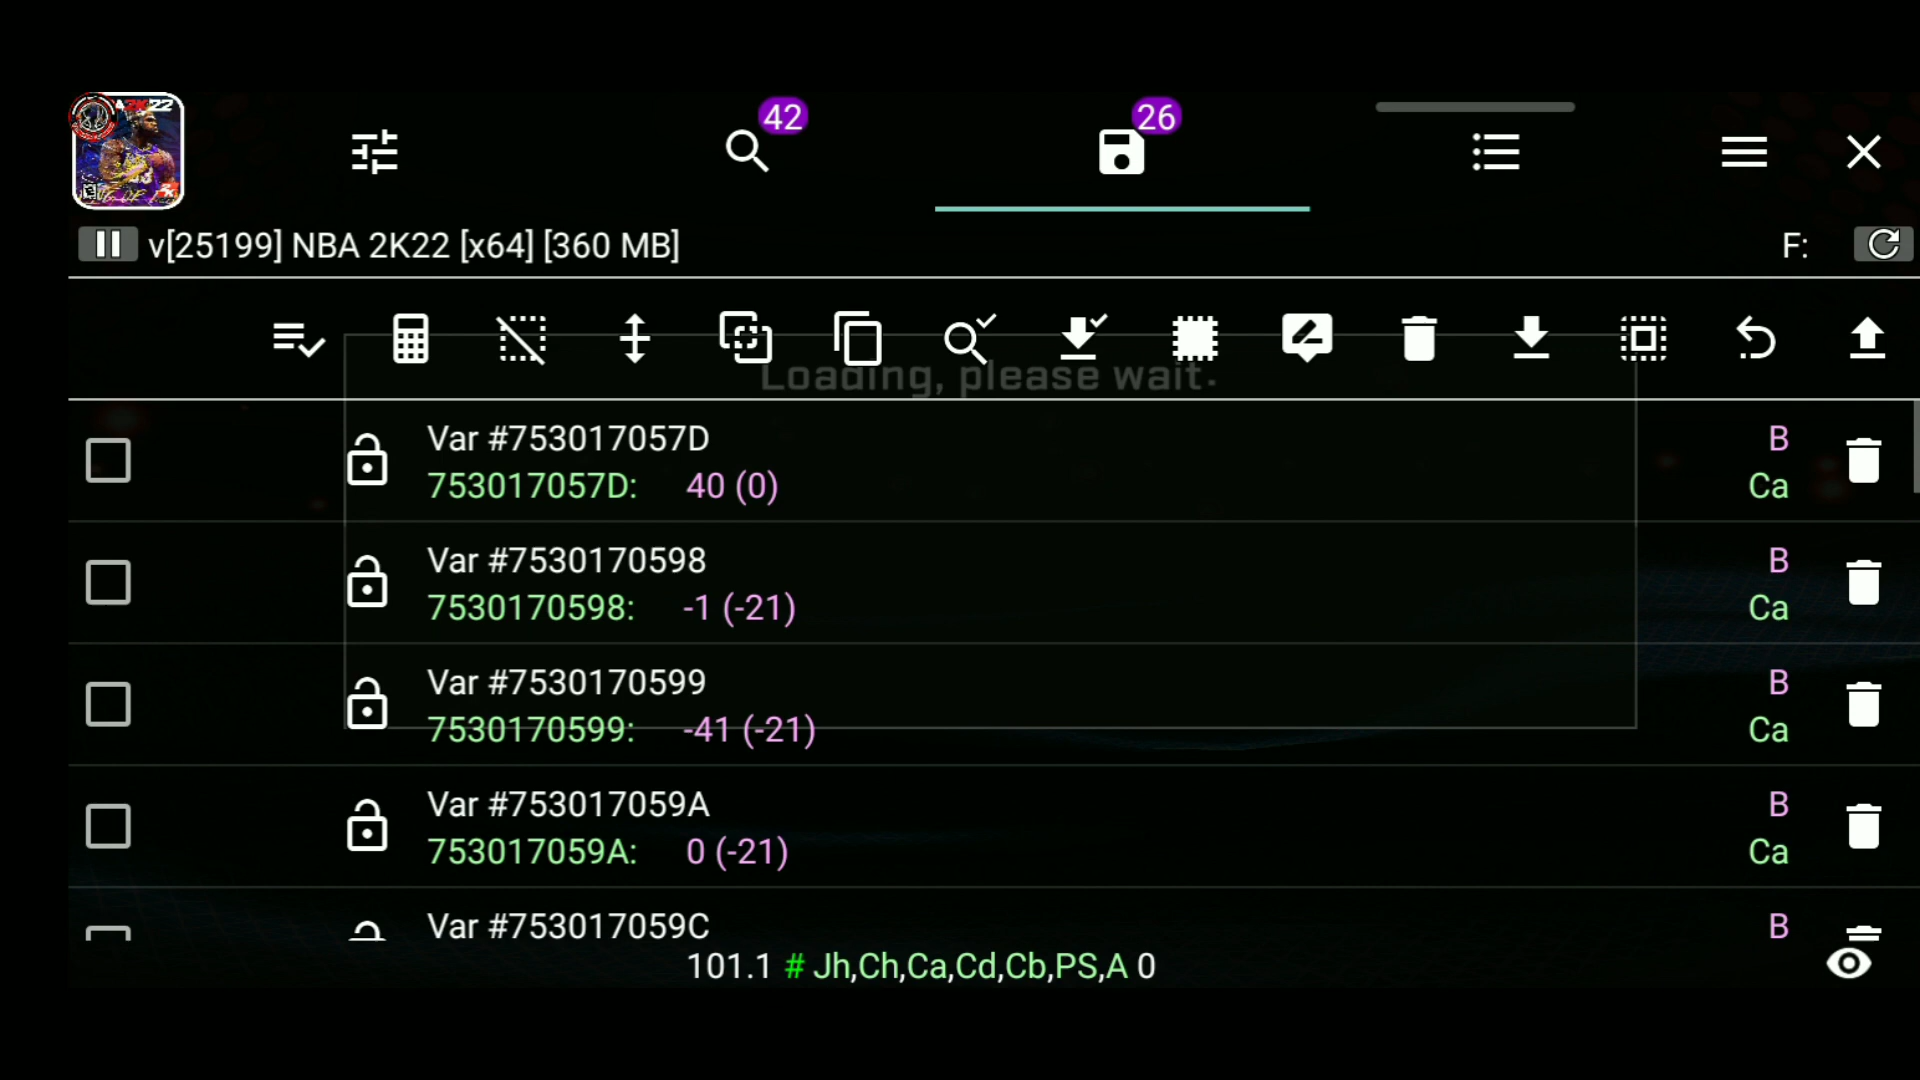 42
26
v[25199] NBA 2K22 [x64] [360 MB]
F:
Loading, please wait.
Var #753017057D
B
753017057D: 40 (0)
Ca
Var #7530170598
B
7530170598: -1 (-21)
Ca
Var #7530170599
B
7530170599: -41 (-21)
Ca
Var #753017059A
B
753017059A: 0 (-21)
Ca
Var #753017059C
B
101.1 # Jh,Ch,Ca,Cd,Cb,PS,A 0